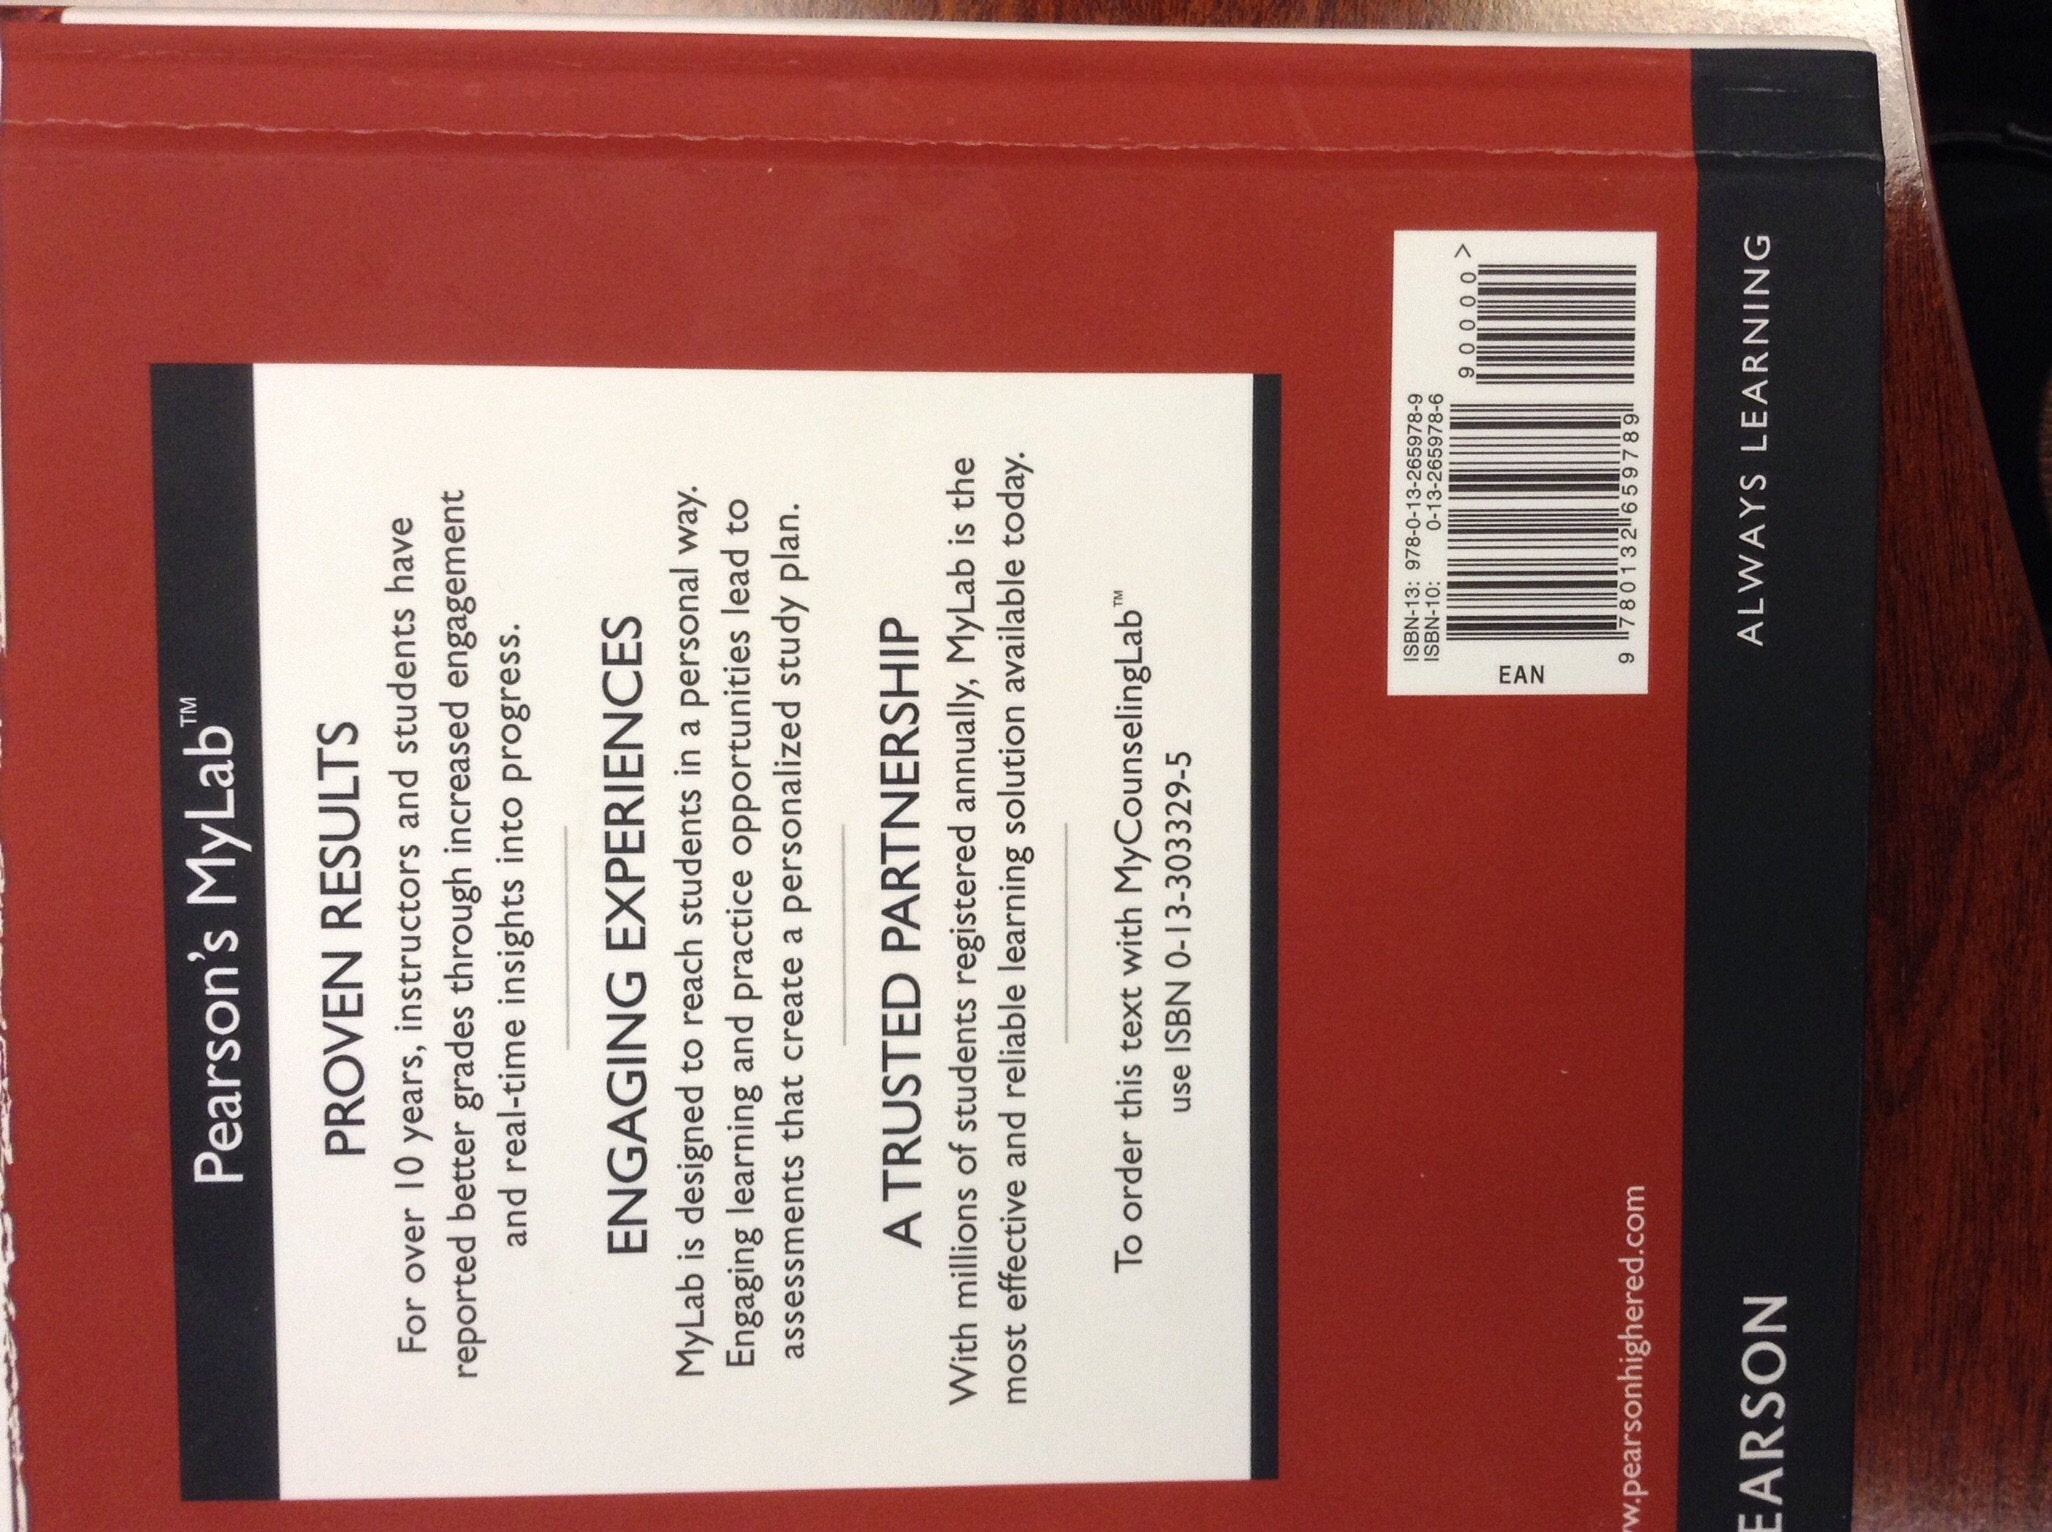 Pearson's MyLab™
PROVEN RESULTS
For over 10 years, instructors and students have
reported better grades through increased engagement
and real-time insights into progress.
ENGAGING EXPERIENCES
MyLab is designed to reach students in a personal way.
Engaging learning and practice opportunities lead to
assessments that create a personalized study plan.
A TRUSTED PARTNERSHIP
With millions of students registered annually, MyLab is the
most effective and reliable learning solution available today.
To order this text with MyCounselingLab™
use ISBN 0-13-303329-5
ISBN-13: 978-0-13-265978-9
ISBN-10: 0-13-265978-6
90000>
EAN
9 780132 659789
w.pearsonhighered.com
EARSON
ALWAYS LEARNING